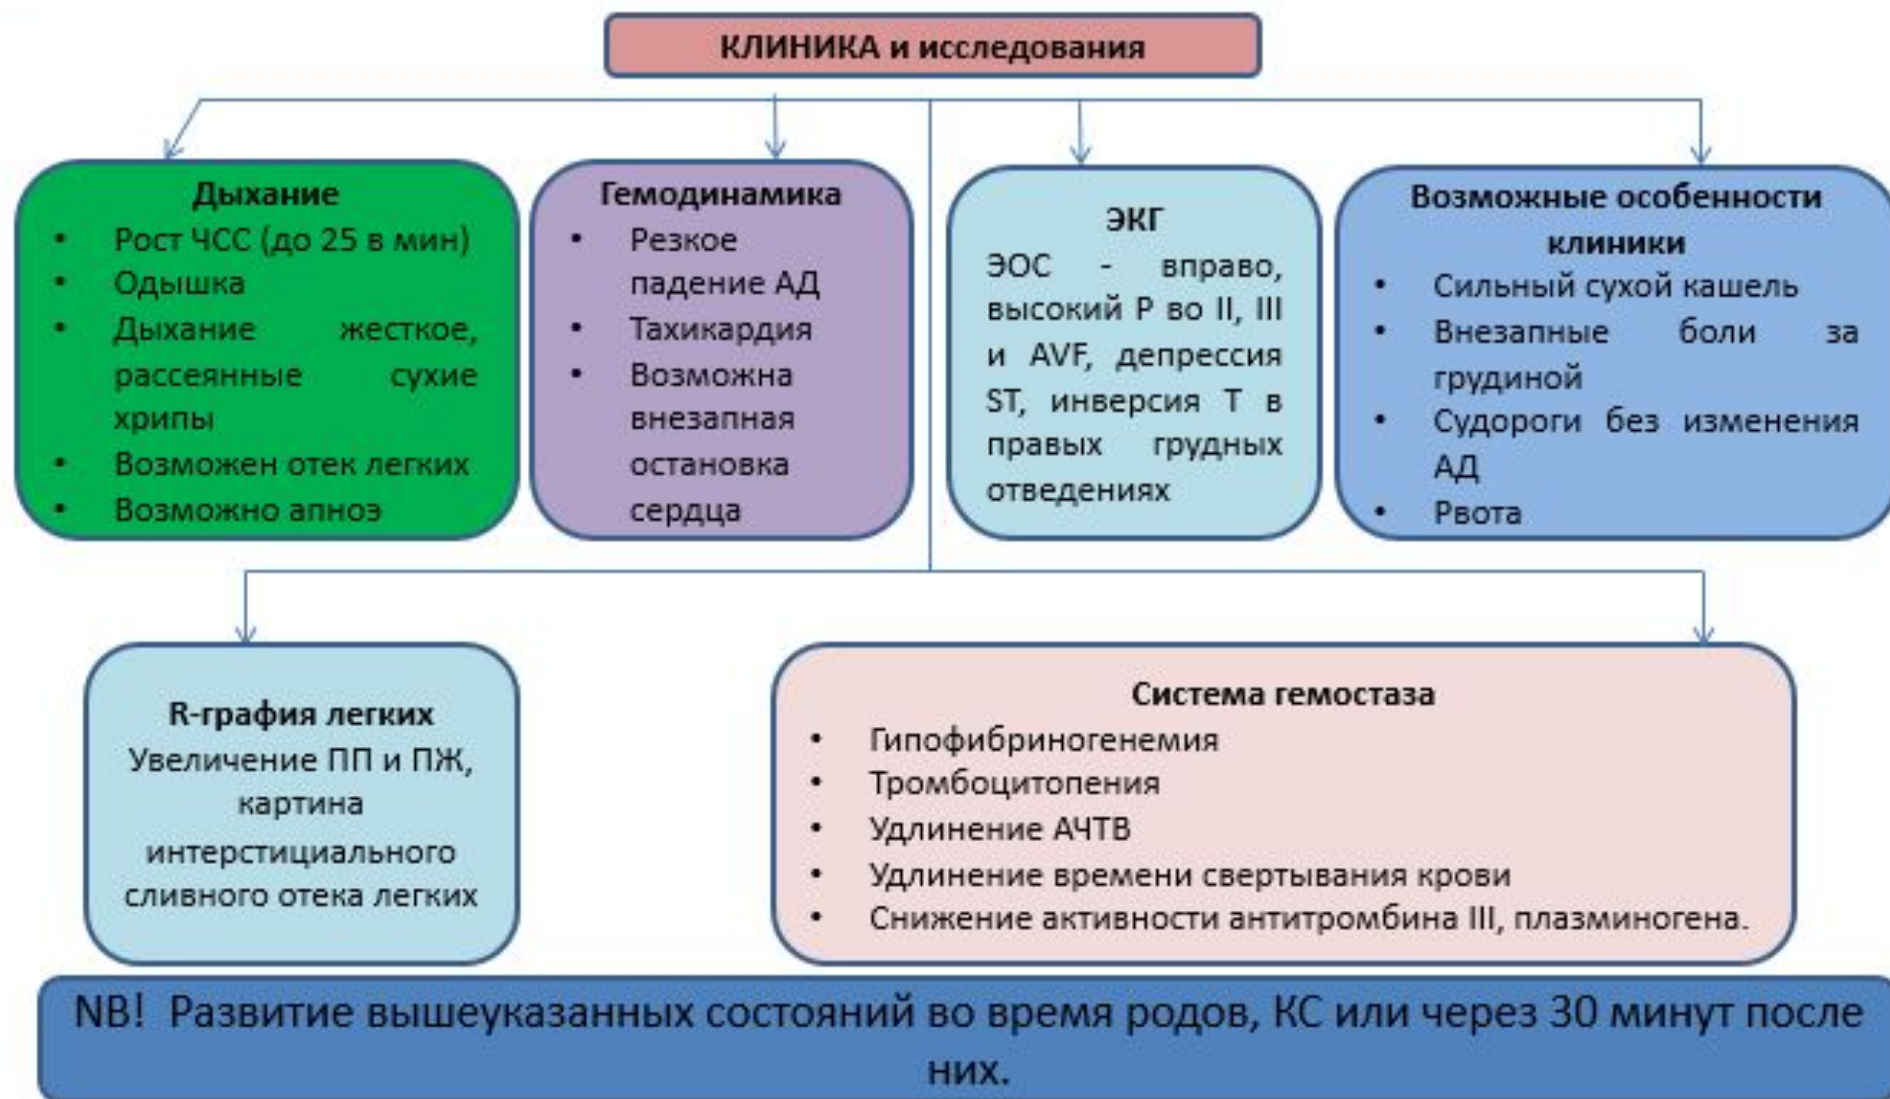 КЛИНИКА и исследования
Дыхание
• Рост ЧСС (до 25 в мин)
• Одышка
• Дыхание жесткое,
рассеянные сухие
хрипы
• Возможен отек легких
• Возможно апноэ
Гемодинамика
• Резкое
падение АД
• Тахикардия
• Возможна
внезапная
остановка
сердца
ЭКГ
ЭОС - вправо,
высокий Р во II, III
и AVF, депрессия
ST, инверсия Т в
правых грудных
отведениях
Возможные особенности
клиники
• Сильный сухой кашель
• Внезапные боли за
грудиной
• Судороги без изменения
АД
• Рвота
R-графия легких
Увеличение ПП и ПЖ,
картина
интерстициального
сливного отека легких
Система гемостаза
• Гипофибриногенемия
• Тромбоцитопения
• Удлинение АЧТВ
• Удлинение времени свертывания крови
• Снижение активности антитромбина III, плазминогена.
NB! Развитие вышеуказанных состояний во время родов, КС или через 30 минут после
них.